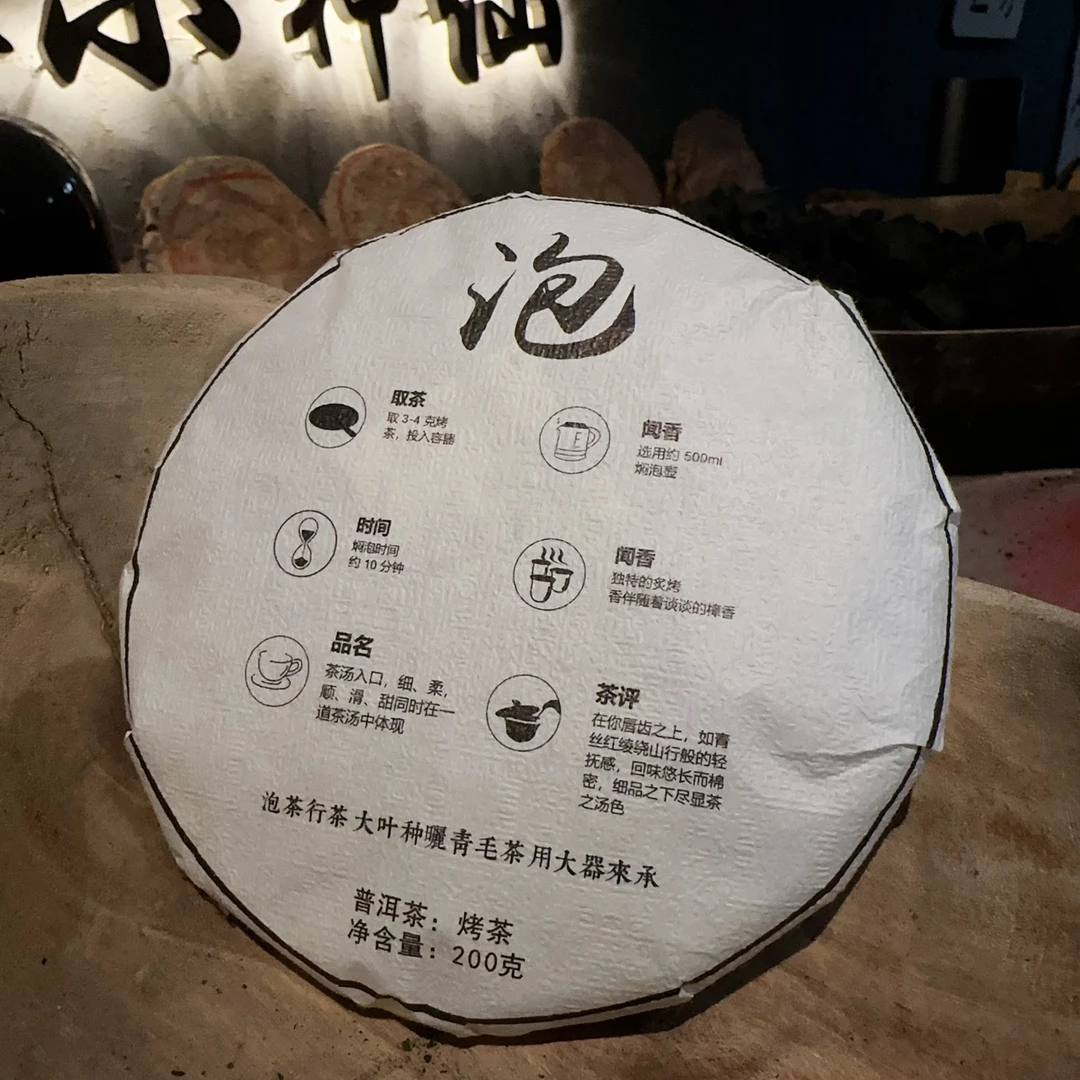 神仙
泡
取茶
取 3-4 克烤
茶，投入容器
闻香
选用约 500ml
焖泡壶
时间
焖泡时间
约 10 分钟
闻香
独特的炙烤
香伴随着谈谈的樟香
品名
茶汤入口，细、柔，
顺、滑、甜同时在一
道茶汤中体现
茶评
在你唇齿之上，如青
丝红绫绕山行般的轻
抚感，回味悠长而棉
密，细品之下尽显茶
之汤色
泡茶行茶 大叶种曬青毛茶 用大器來承
普洱茶：烤茶
净含量：200克